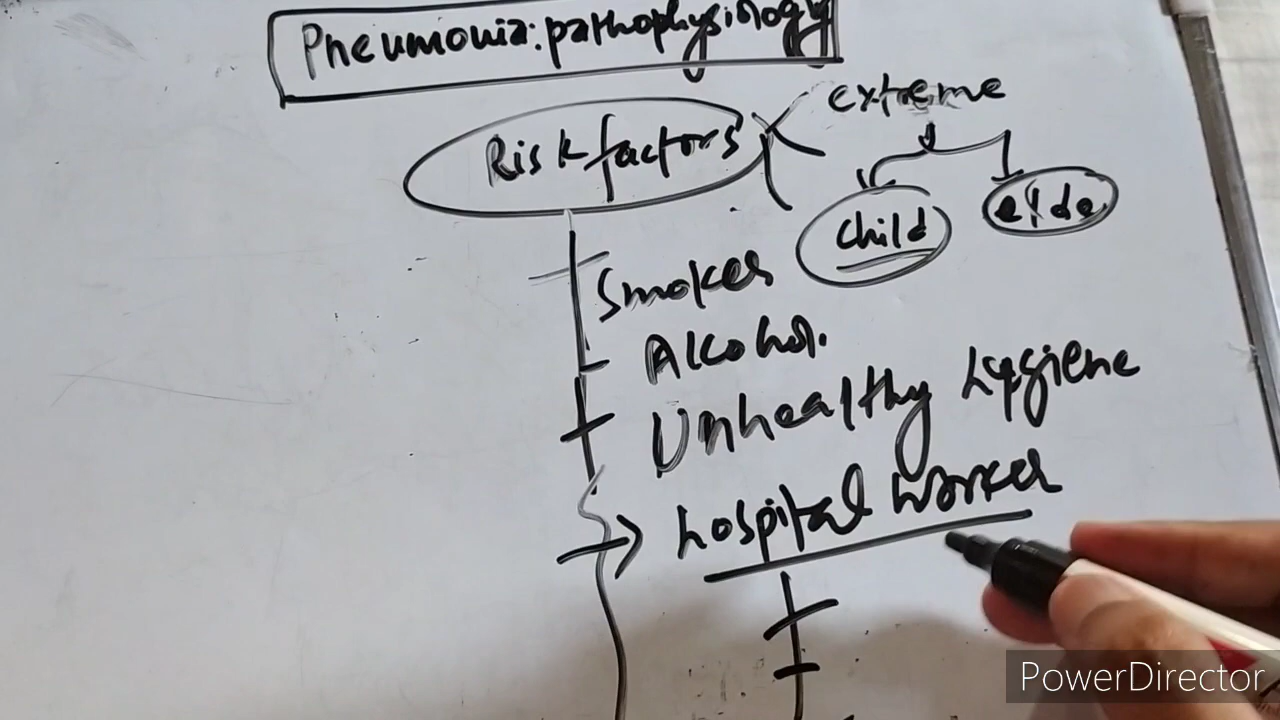 Pneumonia: pathophysiology
Risk factors
extreme
child
elde
Smoker
Alcohol.
Unhealthy hygiene
hospital worker
PowerDirector